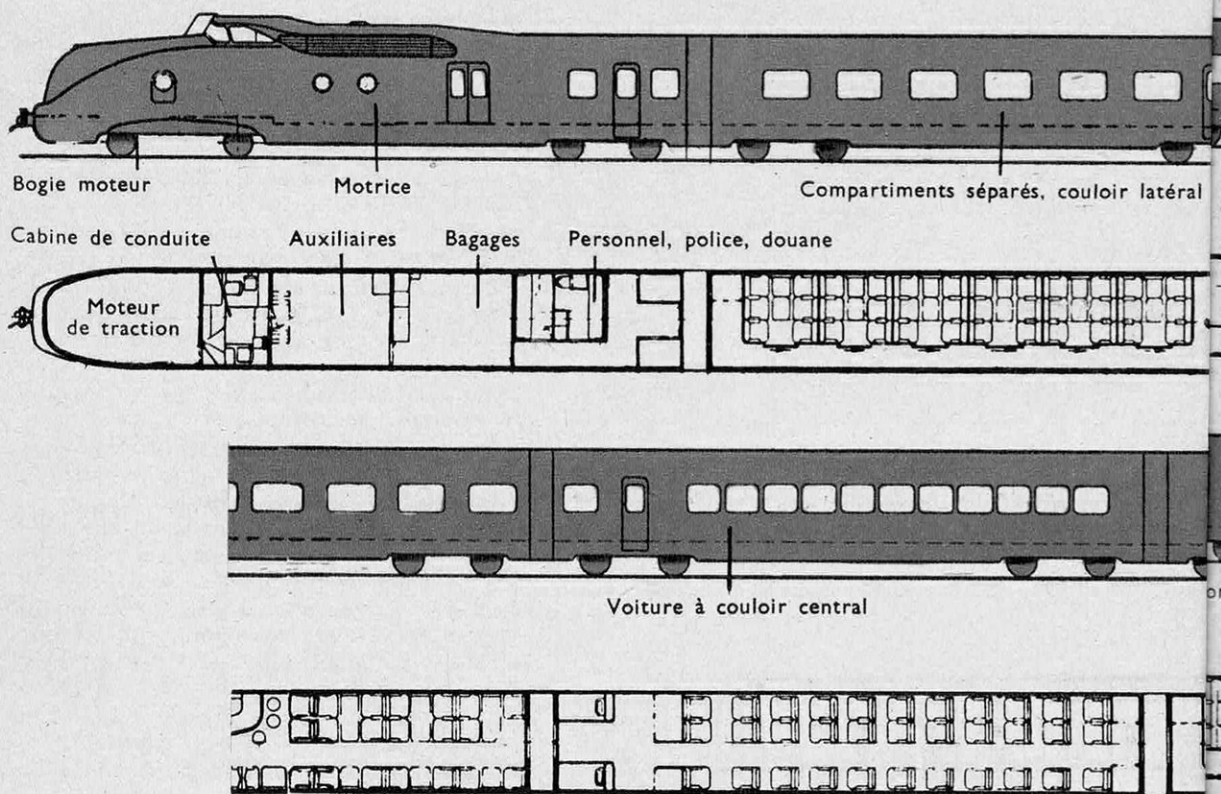 Bogie moteur
Motrice
Compartiments séparés, couloir latéral
Cabine de conduite
Auxiliaires
Bagages
Personnel, police, douane
Moteur
de traction
Voiture à couloir central